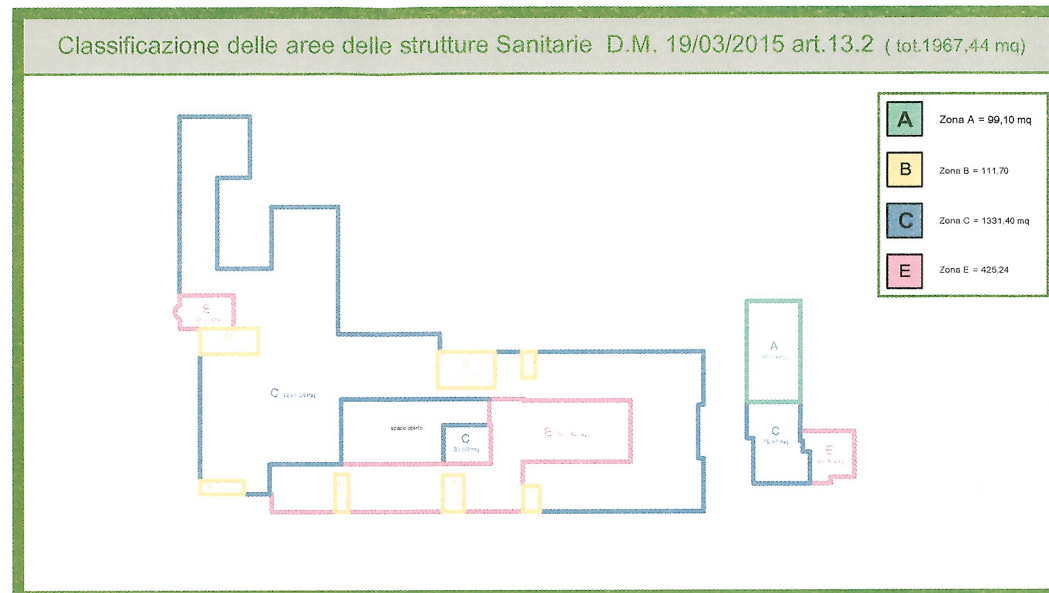 Classificazione delle aree delle strutture Sanitarie D.M. 19/03/2015 art.13.2 ( tot.1967,44 mq)
A Zona A = 99,10 mq
B Zona B = 111,70
C Zona C = 1331,40 mq
E Zona E = 425,24
E
A
C
spazio aperto
C
E
C
E